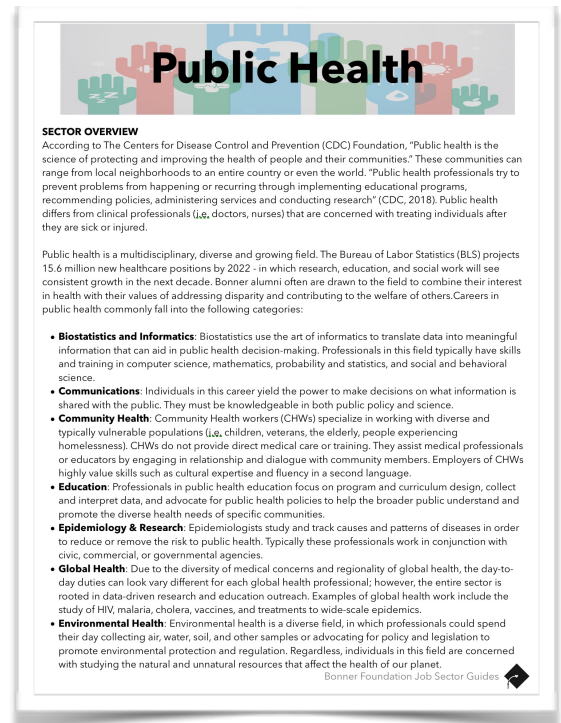 Public Health
SECTOR OVERVIEW
According to The Centers for Disease Control and Prevention (CDC) Foundation, “Public health is the
science of protecting and improving the health of people and their communities.” These communities can
range from local neighborhoods to an entire country or even the world. “Public health professionals try to
prevent problems from happening or recurring through implementing educational programs,
recommending policies, administering services and conducting research” (CDC, 2018). Public health
differs from clinical professionals (i.e. doctors, nurses) that are concerned with treating individuals after
they are sick or injured.
Public health is a multidisciplinary, diverse and growing field. The Bureau of Labor Statistics (BLS) projects
15.6 million new healthcare positions by 2022 - in which research, education, and social work will see
consistent growth in the next decade. Bonner alumni often are drawn to the field to combine their interest
in health with their values of addressing disparity and contributing to the welfare of others.Careers in
public health commonly fall into the following categories:
• Biostatistics and Informatics: Biostatistics use the art of informatics to translate data into meaningful
information that can aid in public health decision-making. Professionals in this field typically have skills
and training in computer science, mathematics, probability and statistics, and social and behavioral
science.
• Communications: Individuals in this career yield the power to make decisions on what information is
shared with the public. They must be knowledgeable in both public policy and science.
• Community Health: Community Health workers (CHWs) specialize in working with diverse and
typically vulnerable populations (i.e. children, veterans, the elderly, people experiencing
homelessness). CHWs do not provide direct medical care or training. They assist medical professionals
or educators by engaging in relationship and dialogue with community members. Employers of CHWs
highly value skills such as cultural expertise and fluency in a second language.
• Education: Professionals in public health education focus on program and curriculum design, collect
and interpret data, and advocate for public health policies to help the broader public understand and
promote the diverse health needs of specific communities.
• Epidemiology & Research: Epidemiologists study and track causes and patterns of diseases in order
to reduce or remove the risk to public health. Typically these professionals work in conjunction with
civic, commercial, or governmental agencies.
• Global Health: Due to the diversity of medical concerns and regionality of global health, the day-to-
day duties can look vary different for each global health professional; however, the entire sector is
rooted in data-driven research and education outreach. Examples of global health work include the
study of HIV, malaria, cholera, vaccines, and treatments to wide-scale epidemics.
• Environmental Health: Environmental health is a diverse field, in which professionals could spend
their day collecting air, water, soil, and other samples or advocating for policy and legislation to
promote environmental protection and regulation. Regardless, individuals in this field are concerned
with studying the natural and unnatural resources that affect the health of our planet.
Bonner Foundation Job Sector Guides